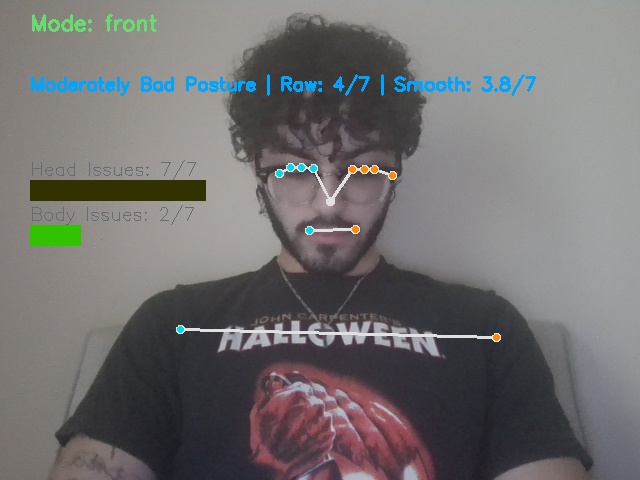 Mode: front
Moderately Bad Posture | Raw: 4/7 | Smooth: 3.8/7
Head Issues: 7/7
Body Issues: 2/7
JOHN CARPENTER'S
HALLOWEEN